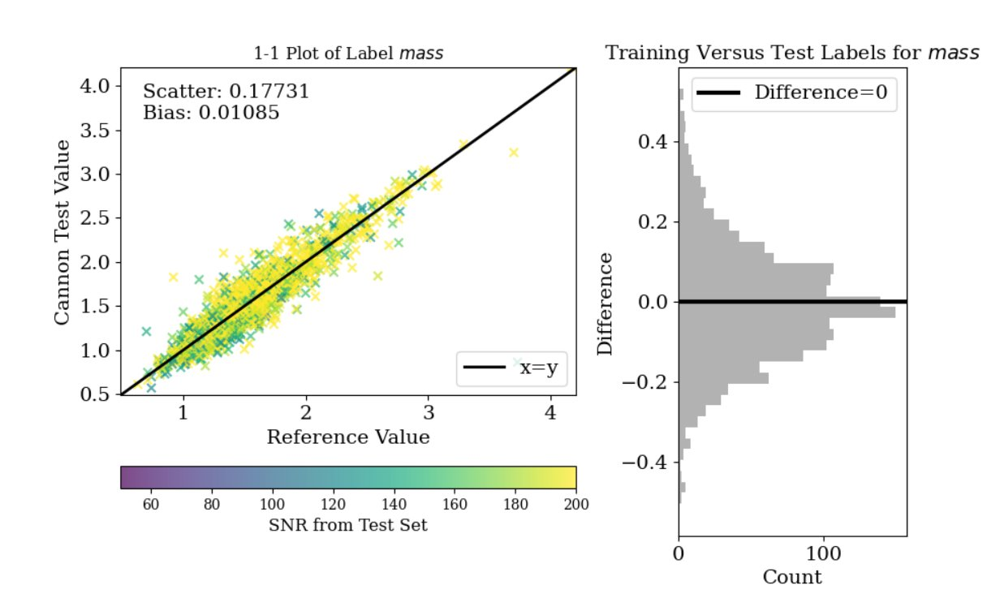 1-1 Plot of Label mass
Scatter: 0.17731
Bias: 0.01085
Cannon Test Value
4.0
3.5
3.0
2.5
2.0
1.5
1.0
0.5
x=y
1 2 3 4
Reference Value
60 80 100 120 140 160 180 200
SNR from Test Set
Training Versus Test Labels for mass
Difference=0
Difference
0.4
0.2
0.0
−0.2
−0.4
0 100
Count